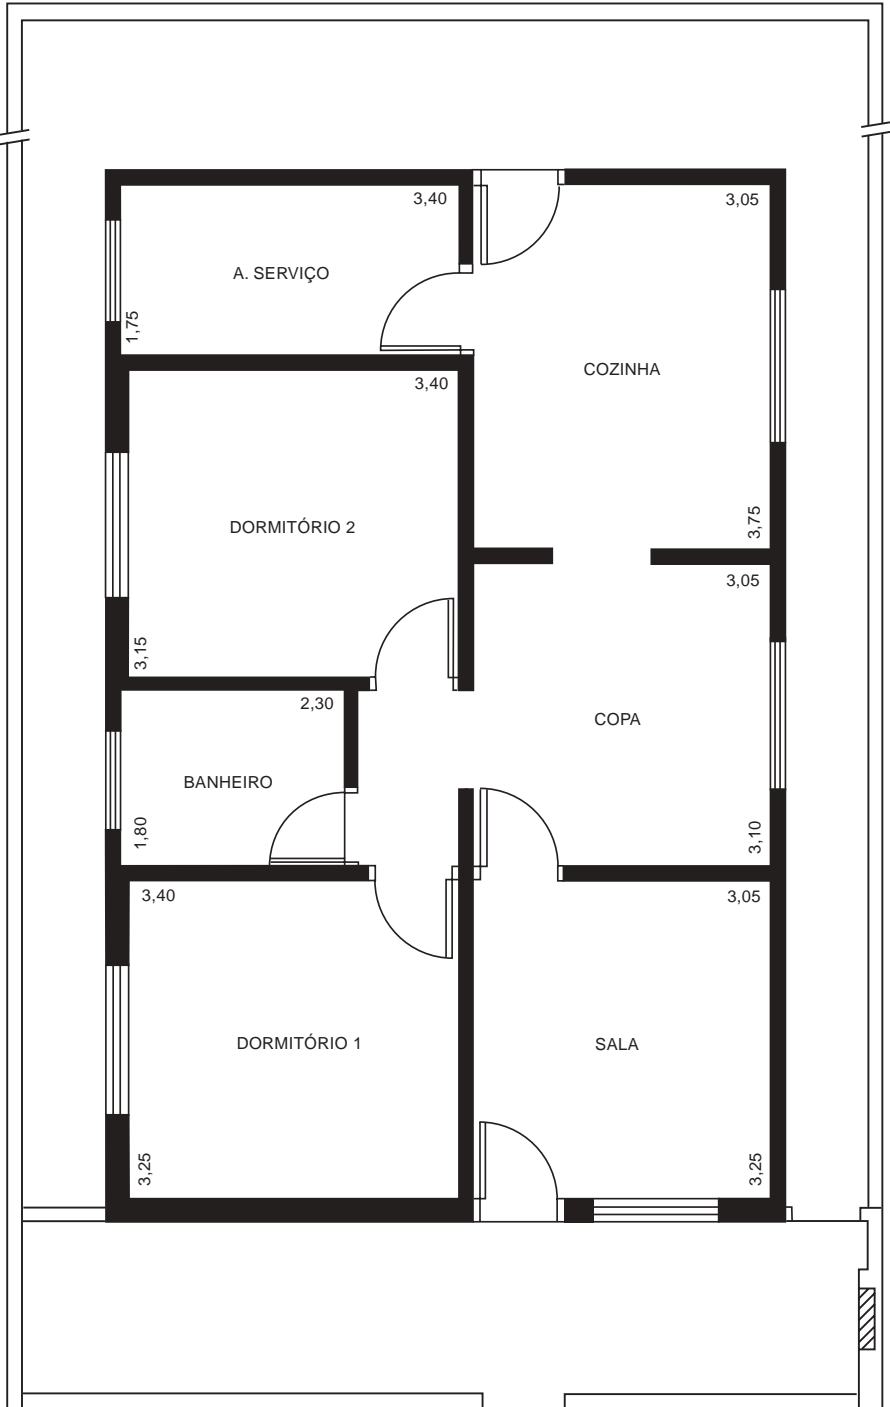 3,40
A. SERVIÇO
1,75
3,05
COZINHA
3,75
3,40
DORMITÓRIO 2
3,15
3,05
COPA
3,10
2,30
BANHEIRO
1,80
3,40
DORMITÓRIO 1
3,25
3,05
SALA
3,25